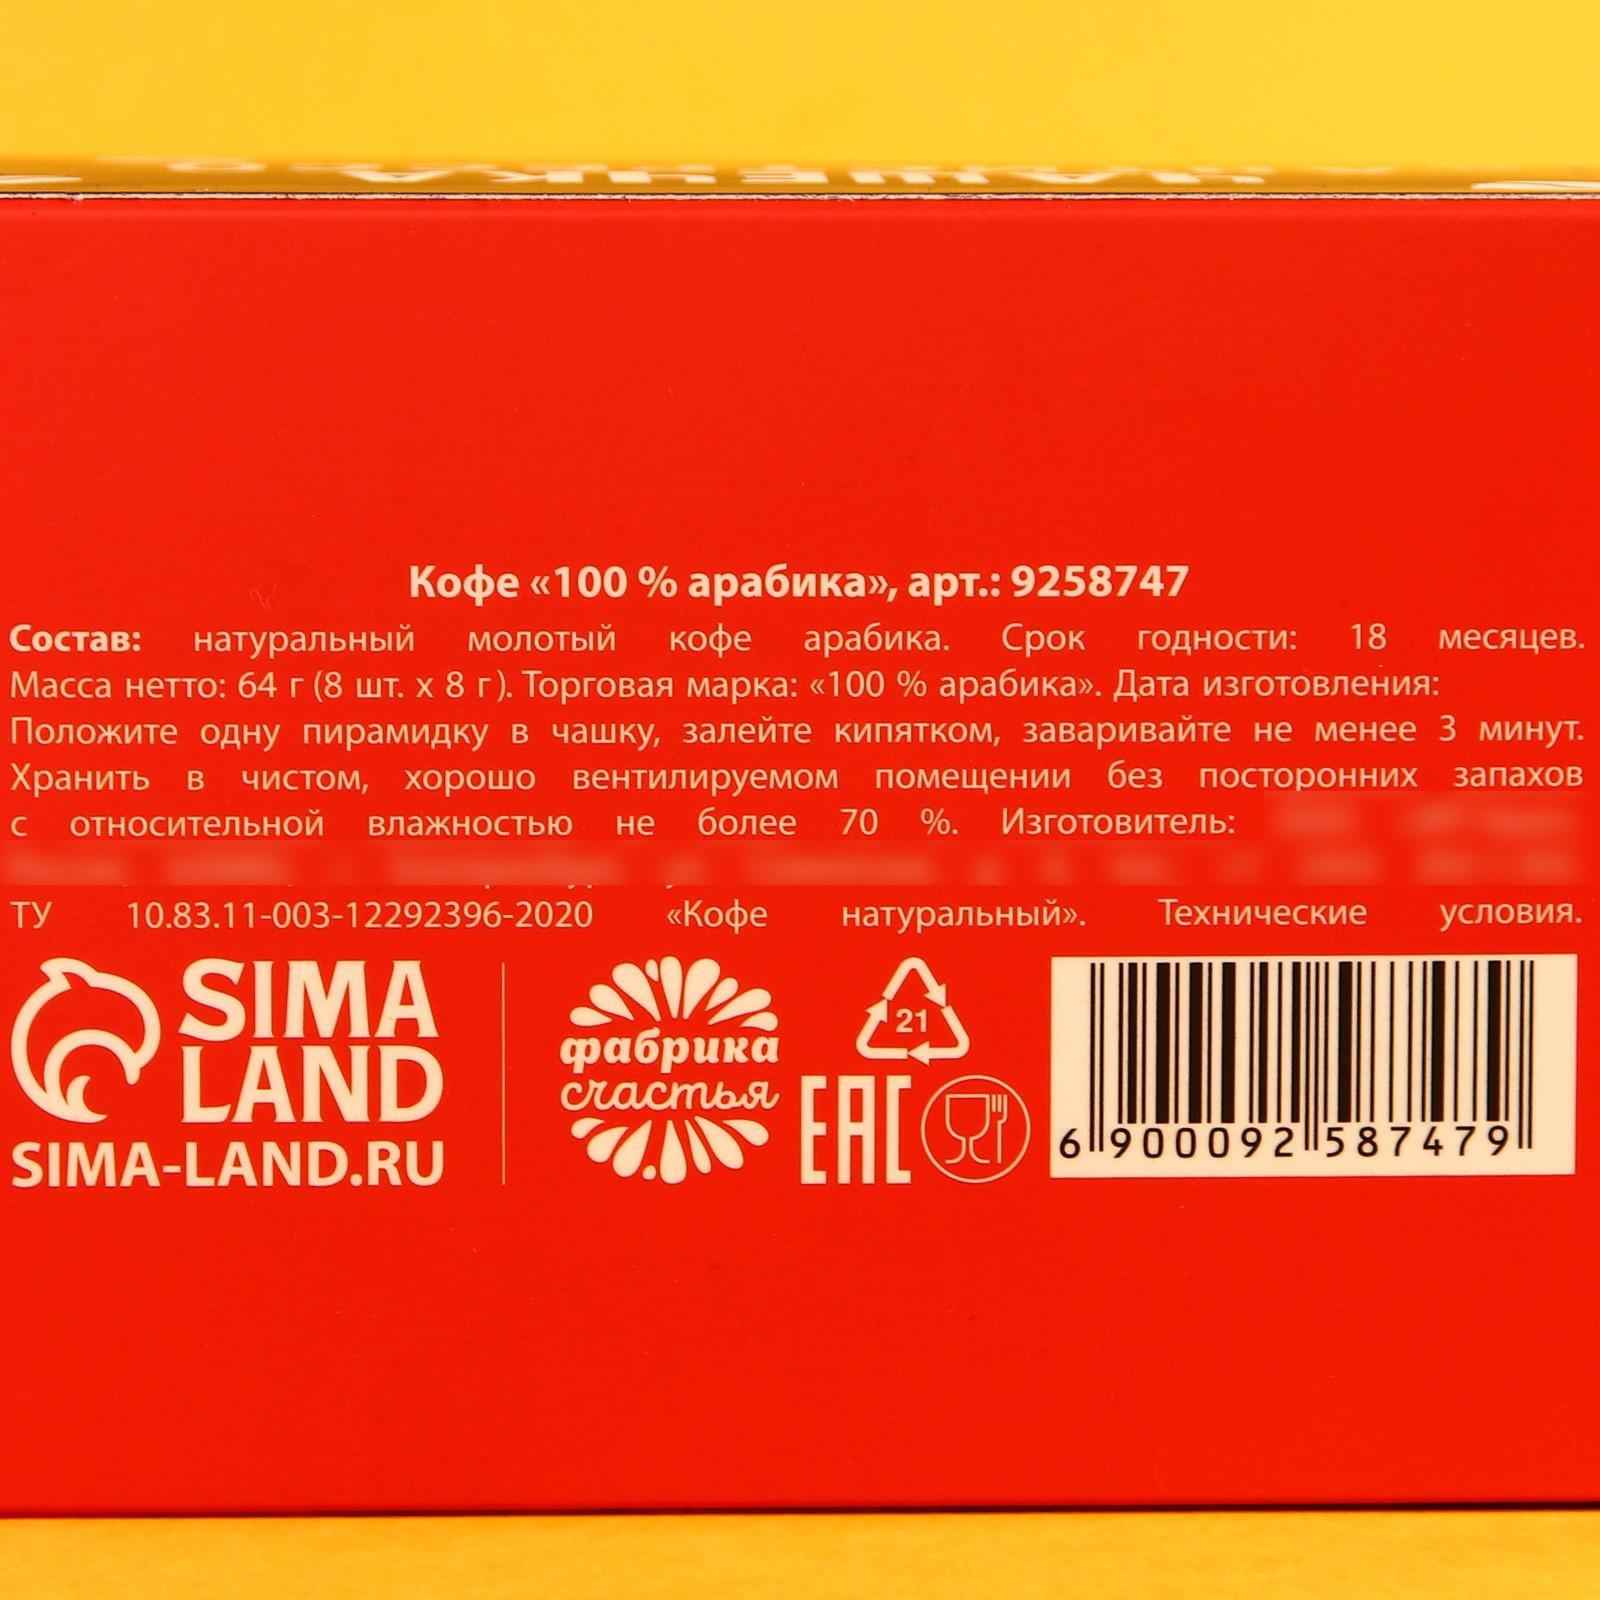 ЧАШЕЧКА
Кофе «100 % арабика», арт.: 9258747
Состав: натуральный молотый кофе арабика. Срок годности: 18 месяцев.
Масса нетто: 64 г (8 шт. х 8 г). Торговая марка: «100 % арабика». Дата изготовления:
Положите одну пирамидку в чашку, залейте кипятком, заваривайте не менее 3 минут.
Хранить в чистом, хорошо вентилируемом помещении без посторонних запахов
с относительной влажностью не более 70 %. Изготовитель:
ТУ 10.83.11-003-12292396-2020 «Кофе натуральный». Технические условия.
SIMA
LAND
SIMA-LAND.RU
фабрика
счастья
21
EAC
6 900092 587479